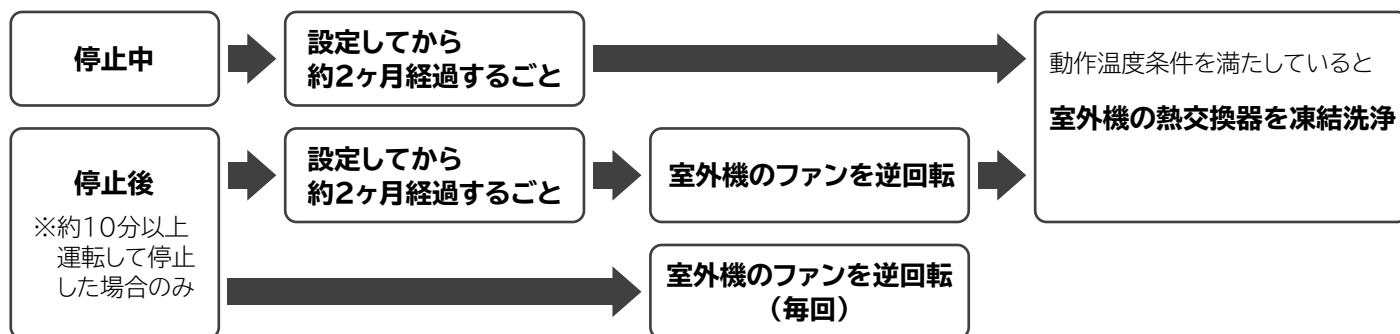 停止中
設定してから
約2ヶ月経過するごと
動作温度条件を満たしていると
室外機の熱交換器を凍結洗浄
停止後
※約10分以上
運転して停止
した場合のみ
設定してから
約2ヶ月経過するごと
室外機のファンを逆回転
室外機のファンを逆回転
（毎回）